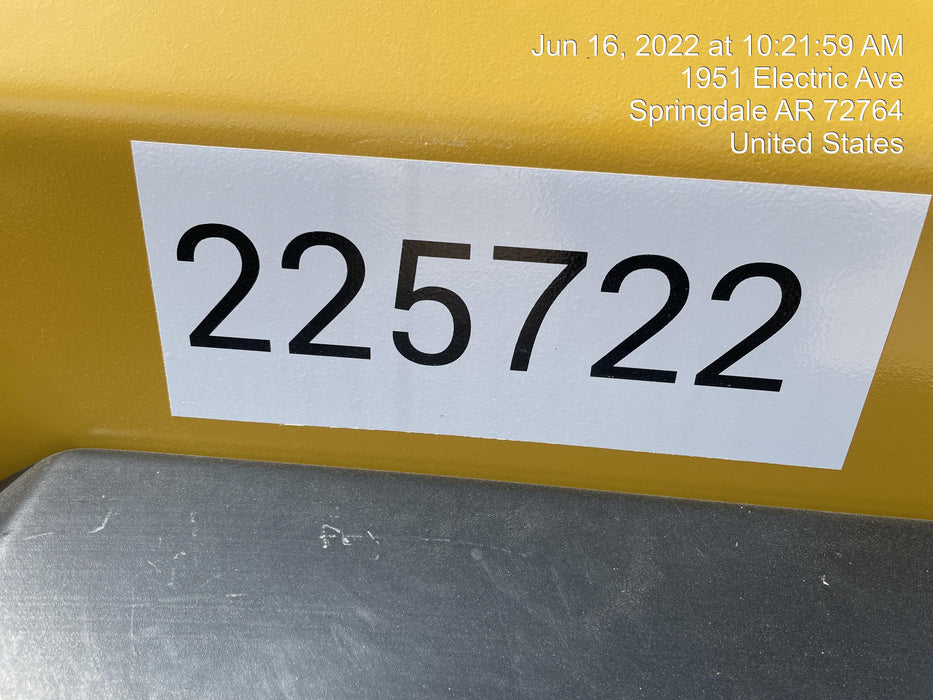 Jun 16, 2022 at 10:21:59 AM
1951 Electric Ave
Springdale AR 72764
United States
225722